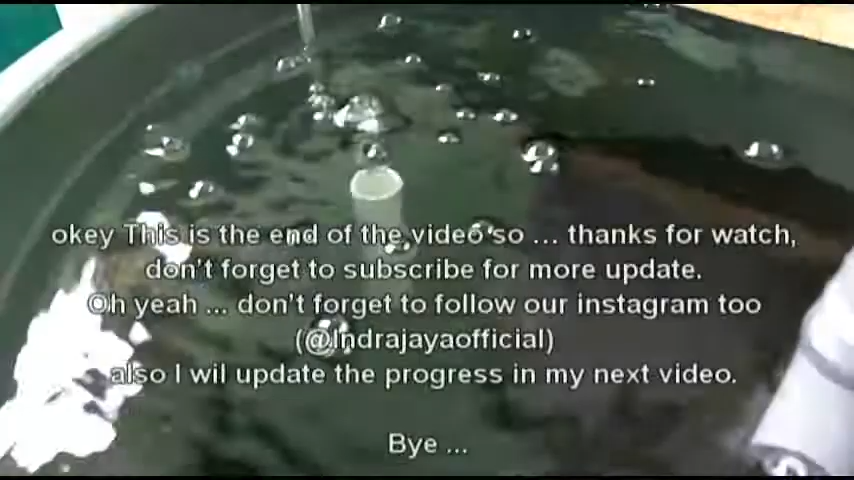 okey This is the end of the video so ... thanks for watch,
don't forget to subscribe for more update.
Oh yeah ... don't forget to follow our instagram too
(@Indrajayaofficial)
also I wil update the progress in my next video.
Bye ...